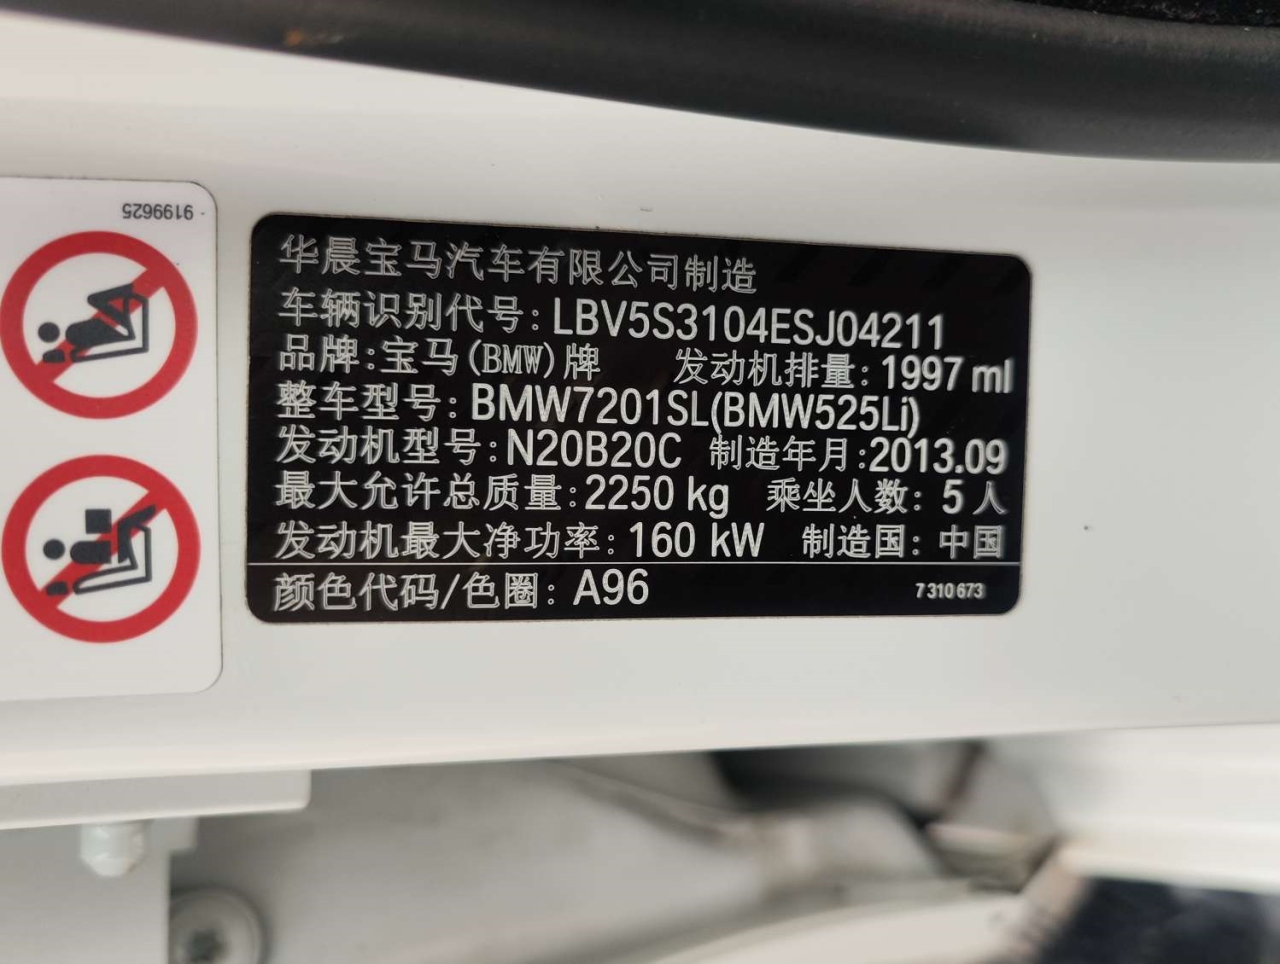 9199625
华晨宝马汽车有限公司制造
车辆识别代号: LBV5S3104ESJ04211
品牌:宝马(BMW)牌 发动机排量: 1997 ml
整车型号: BMW7201SL(BMW525Li)
发动机型号: N20B20C 制造年月:2013.09
最大允许总质量: 2250 kg 乘坐人数: 5 人
发动机最大净功率: 160 kW 制造国: 中国
颜色代码/色圈: A96 7 310 673